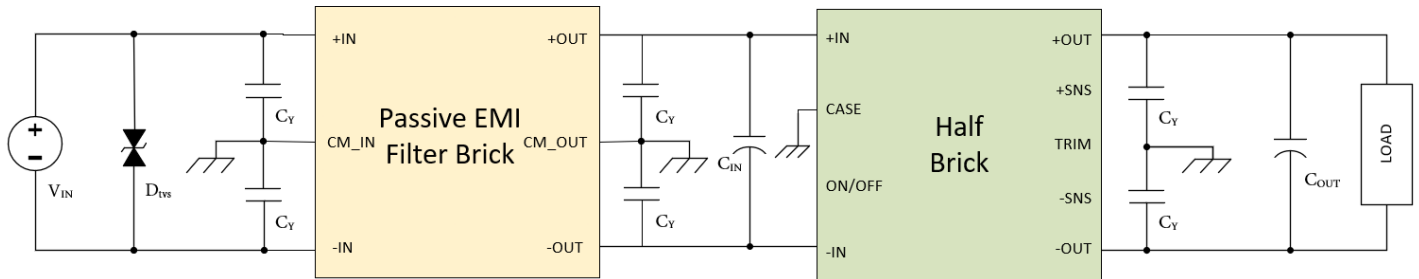 +IN
+OUT
+IN
+OUT
+SNS
CASE
C_Y
C_Y
C_Y
Passive EMI
Filter Brick
Half
Brick
+
-
CM_IN
CM_OUT
TRIM
C_IN
LOAD
V_IN
D_tvs
ON/OFF
C_OUT
-SNS
C_Y
C_Y
C_Y
-IN
-OUT
-IN
-OUT